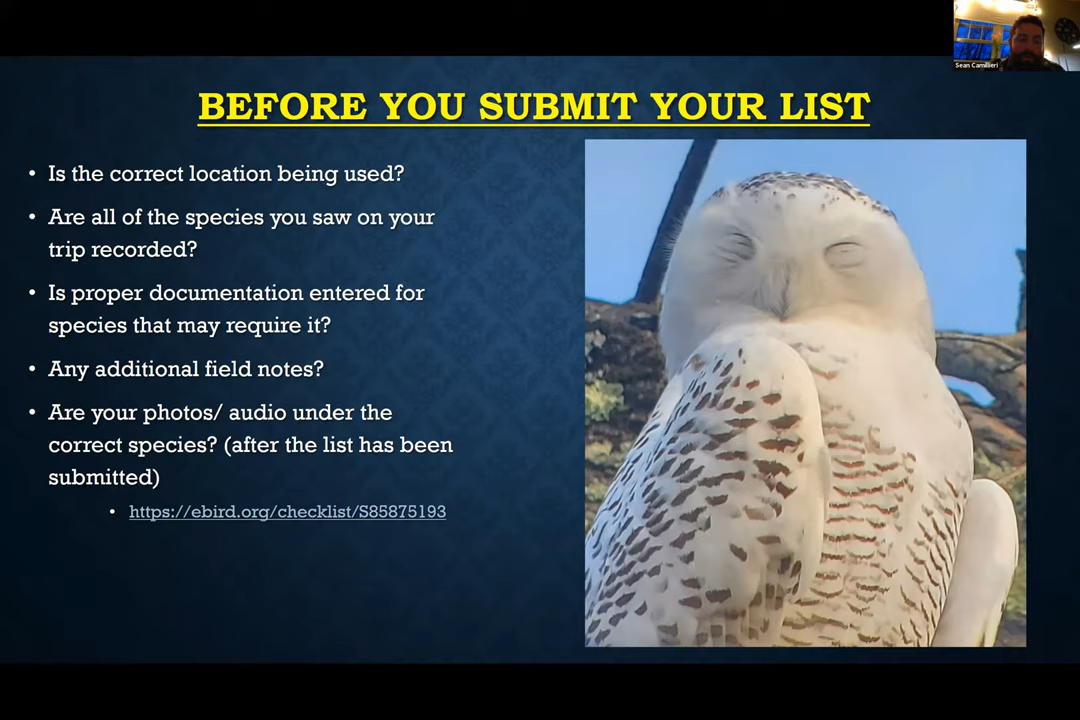 Sean Camillieri
BEFORE YOU SUBMIT YOUR LIST
• Is the correct location being used?
• Are all of the species you saw on your
trip recorded?
• Is proper documentation entered for
species that may require it?
• Any additional field notes?
• Are your photos/ audio under the
correct species? (after the list has been
submitted)
• https://ebird.org/checklist/S85875193